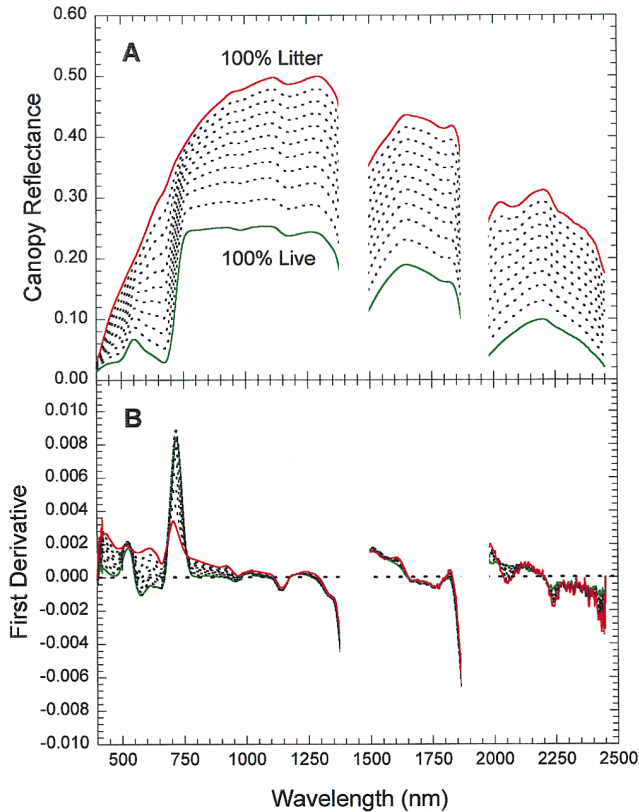 0.60
A
100% Litter
0.50
0.40
0.30
0.20
0.10
0.00
100% Live
Canopy Reflectance
0.010
B
0.008
0.006
0.004
0.002
0.000
-0.002
-0.004
-0.006
-0.008
-0.010
First Derivative
500 750 1000 1250 1500 1750 2000 2250 2500
Wavelength (nm)